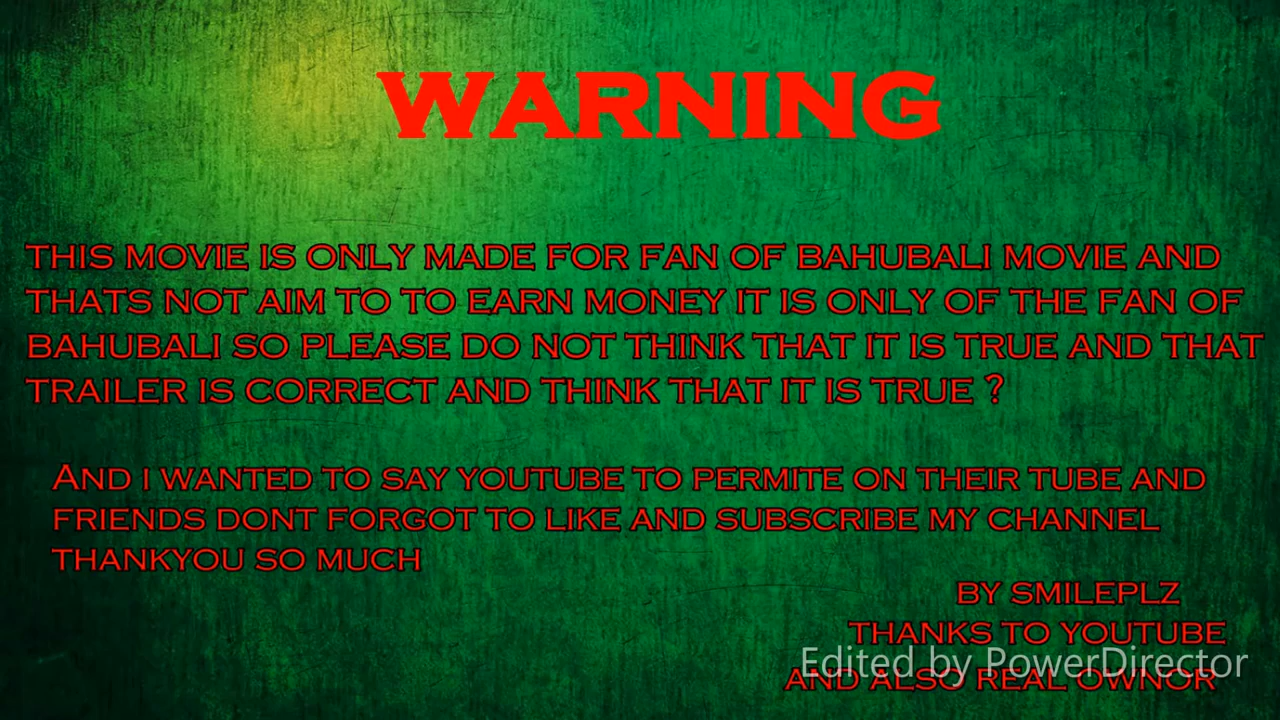 WARNING
THIS MOVIE IS ONLY MADE FOR FAN OF BAHUBALI MOVIE AND
THATS NOT AIM TO TO EARN MONEY IT IS ONLY OF THE FAN OF
BAHUBALI SO PLEASE DO NOT THINK THAT IT IS TRUE AND THAT
TRAILER IS CORRECT AND THINK THAT IT IS TRUE ?
AND I WANTED TO SAY YOUTUBE TO PERMITE ON THEIR TUBE AND
FRIENDS DONT FORGOT TO LIKE AND SUBSCRIBE MY CHANNEL
THANKYOU SO MUCH
BY SMILEPLZ
THANKS TO YOUTUBE
Edited by PowerDirector
AND ALSO REAL OWNOR